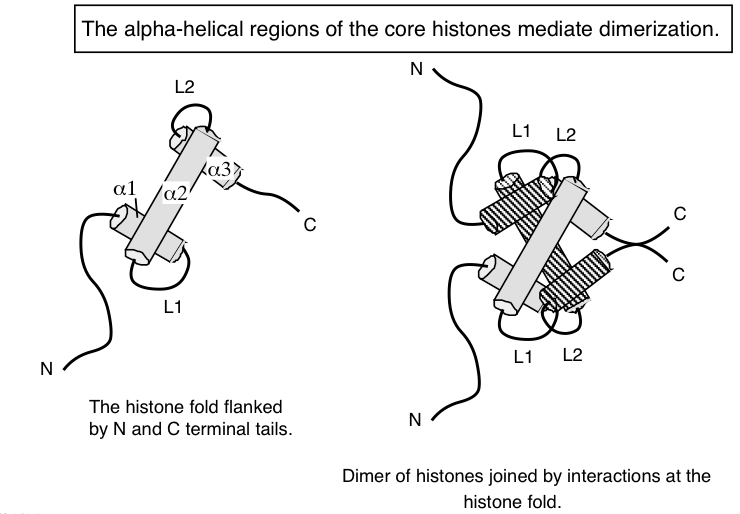 The alpha-helical regions of the core histones mediate dimerization.
N
L2
L1 L2
α3
α1
α2
C
C
C
L1
L1 L2
N
N
The histone fold flanked
by N and C terminal tails.
Dimer of histones joined by interactions at the
histone fold.